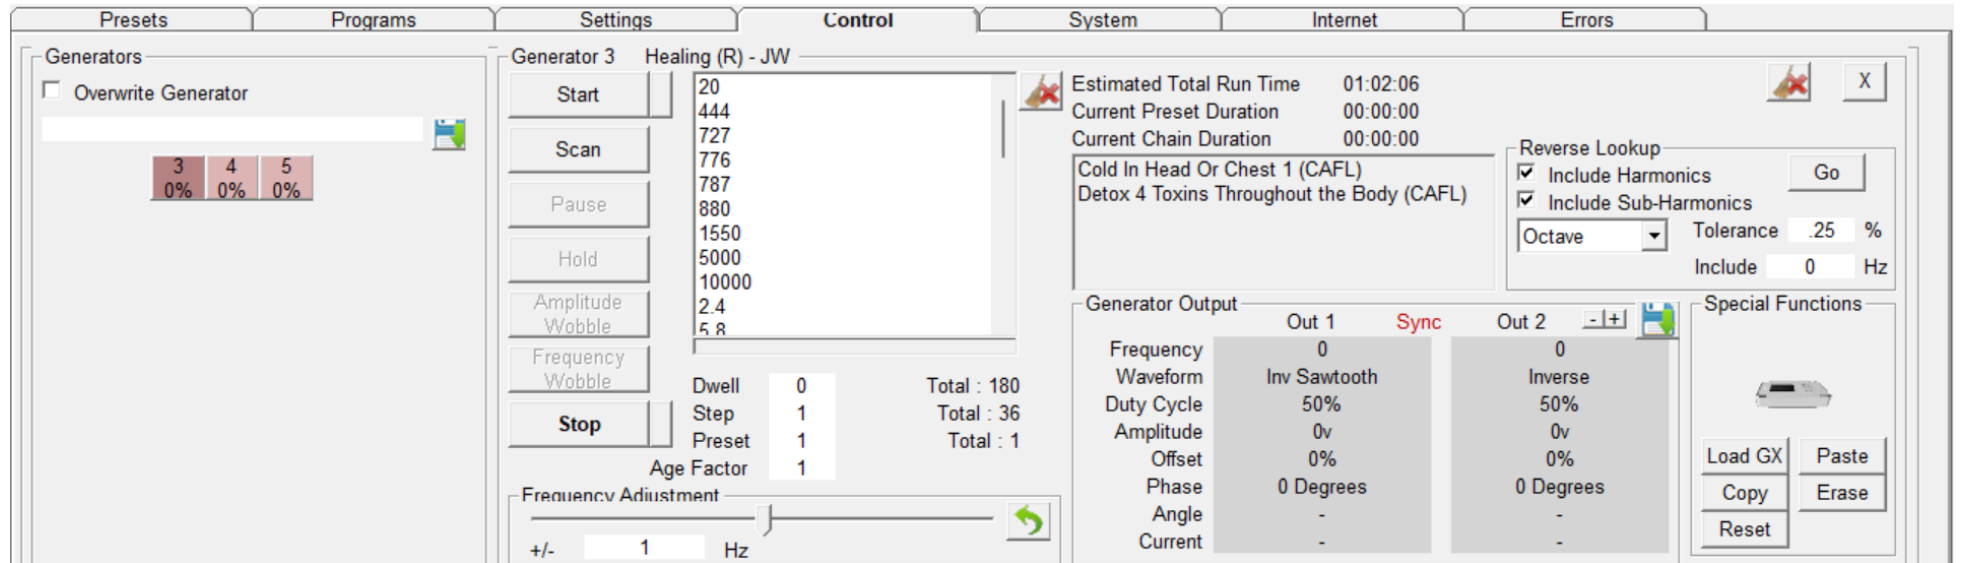 Presets Programs Settings Control System Internet Errors
Generators
Overwrite Generator
3 4 5
0% 0% 0%
Generator 3 Healing (R) - JW
Start
Scan
Pause
Hold
Amplitude
Wobble
Frequency
Wobble
Stop
20
444
727
776
787
880
1550
5000
10000
2.4
5.8
Dwell 0 Total : 180
Step 1 Total : 36
Preset 1 Total : 1
Age Factor 1
Frequency Adjustment
+/- 1 Hz
Estimated Total Run Time 01:02:06
Current Preset Duration 00:00:00
Current Chain Duration 00:00:00
X
Cold In Head Or Chest 1 (CAFL)
Detox 4 Toxins Throughout the Body (CAFL)
Reverse Lookup
Include Harmonics Go
Include Sub-Harmonics
Octave Tolerance .25 %
Include 0 Hz
Generator Output
Out 1 Sync Out 2 - +
Frequency 0 0
Waveform Inv Sawtooth Inverse
Duty Cycle 50% 50%
Amplitude 0v 0v
Offset 0% 0%
Phase 0 Degrees 0 Degrees
Angle - -
Current - -
Special Functions
Load GX Paste
Copy Erase
Reset